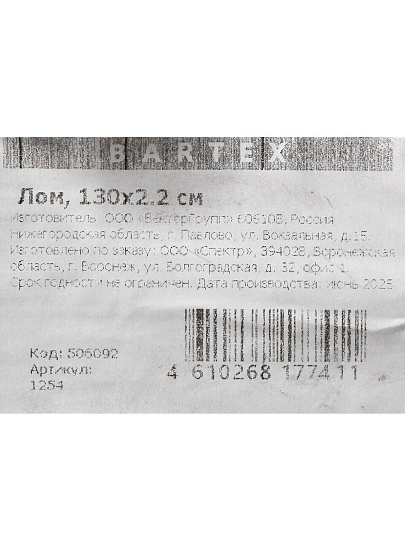 BARTEX
Лом, 130x2.2 см
Изготовитель: ООО «ВекторГрупп» 606108, Россия
Нижегородская область, г. Павлово, ул. Вокзальная, д.15.
Изготовлено по заказу: ООО «Спектр», 394028, Воронежская
область, г. Воронеж, ул. Волгоградская, д. 32, офис 1.
Срок годности не ограничен. Дата производства: июнь 2025
Код: 506092
Артикул:
1254
4 610268 177411